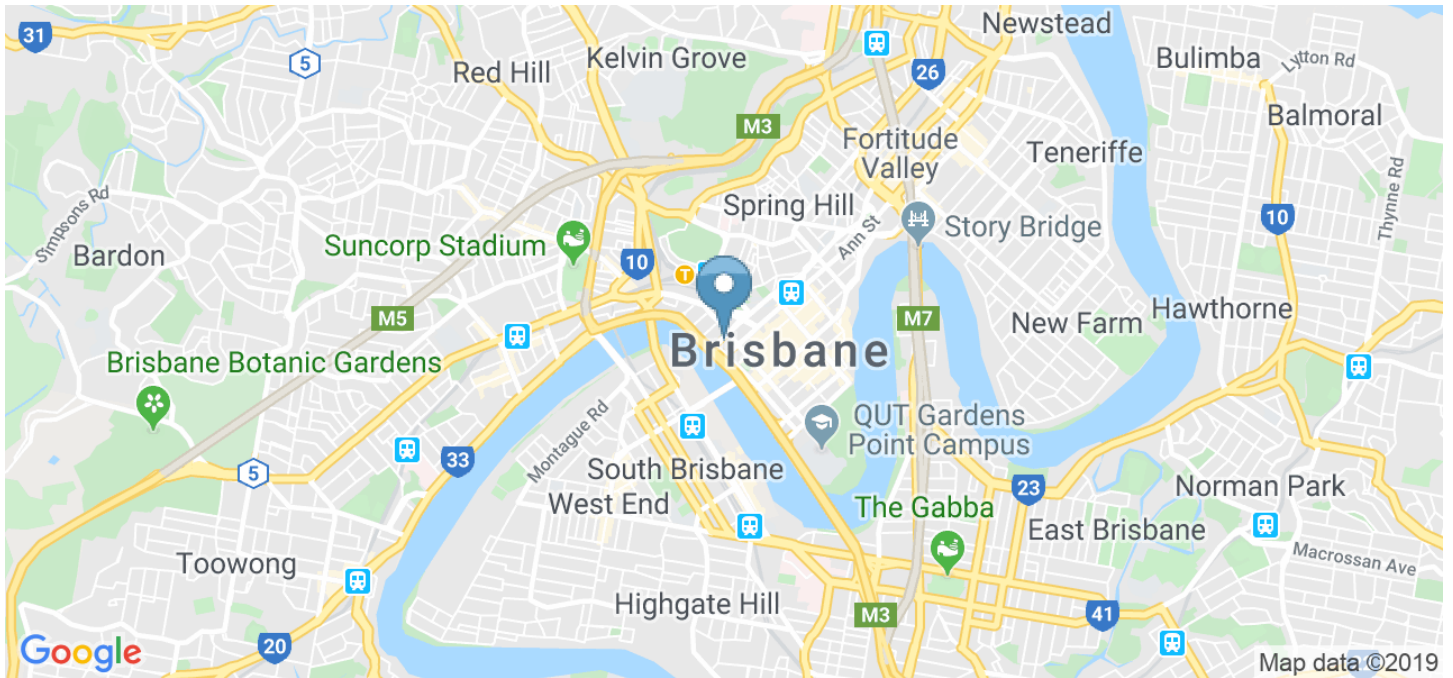 Newstead
31
Kelvin Grove
Bulimba
Lytton Rd
5
Red Hill
26
Balmoral
M3
Fortitude
Valley
Teneriffe
Simpsons Rd
Thynne Rd
Spring Hill
10
Story Bridge
Ann St
Suncorp Stadium
Bardon
10
T
Hawthorne
M5
M7
New Farm
Brisbane
Brisbane Botanic Gardens
QUT Gardens
Point Campus
Montague Rd
33
5
South Brisbane
23
Norman Park
West End
The Gabba
East Brisbane
Macrossan Ave
Toowong
Highgate Hill
M3
41
20
Google
Map data ©2019